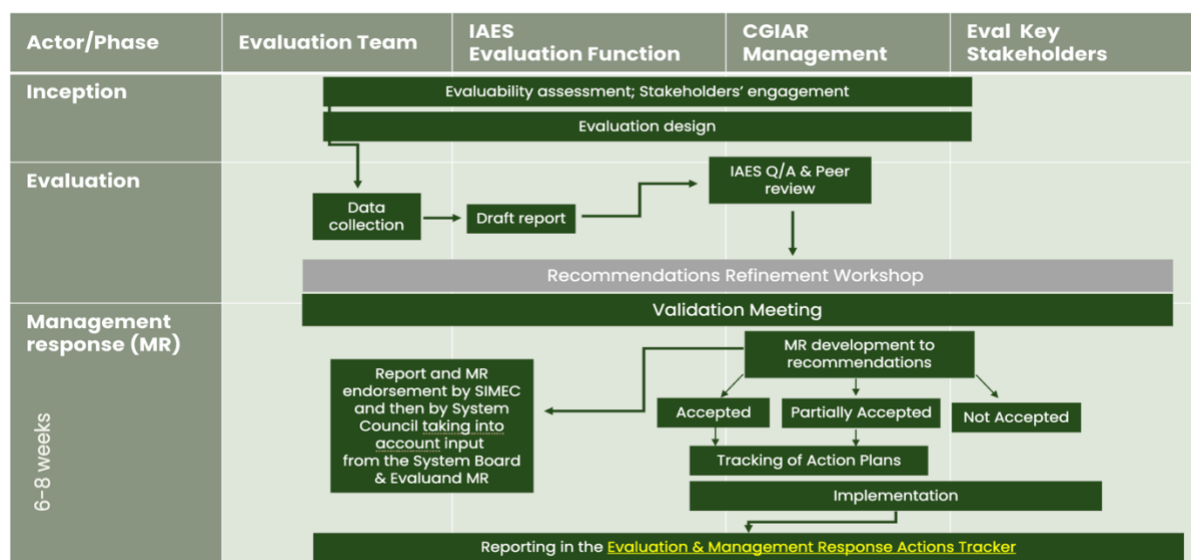 Actor/Phase
Evaluation Team
IAES
Evaluation Function
CGIAR
Management
Eval Key
Stakeholders
Inception
Evaluability assessment; Stakeholders' engagement
Evaluation design
Evaluation
IAES Q/A & Peer
review
Data
collection
Draft report
Recommendations Refinement Workshop
Validation Meeting
Management
response (MR)
6-8 weeks
MR development to
recommendations
Report and MR
endorsement by SIMEC
and then by System
Council taking into
account input
from the System Board
& Evaluand MR
Accepted
Partially Accepted
Not Accepted
Tracking of Action Plans
Implementation
Reporting in the Evaluation & Management Response Actions Tracker